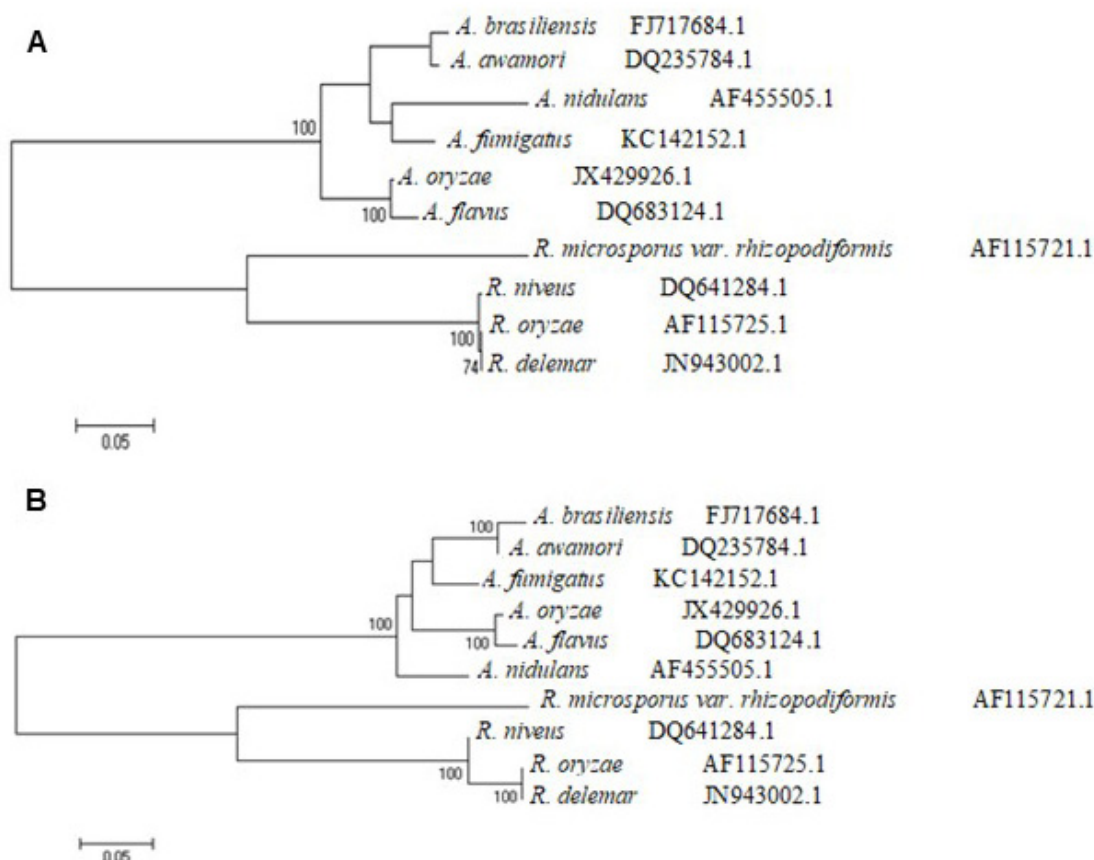 A
A. brasiliensis FJ717684.1
A. awamori DQ235784.1
A. nidulans AF455505.1
100
A. fumigatus KC142152.1
A. oryzae JX429926.1
100
A. flavus DQ683124.1
R. microsporus var. rhizopodiformis AF115721.1
R. niveus DQ641284.1
R. oryzae AF115725.1
100
74
R. delemar JN943002.1
0.05
B
A. brasiliensis FJ717684.1
100
A. awamori DQ235784.1
A. fumigatus KC142152.1
A. oryzae JX429926.1
100
100
A. flavus DQ683124.1
A. nidulans AF455505.1
R. microsporus var. rhizopodiformis AF115721.1
R. niveus DQ641284.1
R. oryzae AF115725.1
100
100
R. delemar JN943002.1
0.05